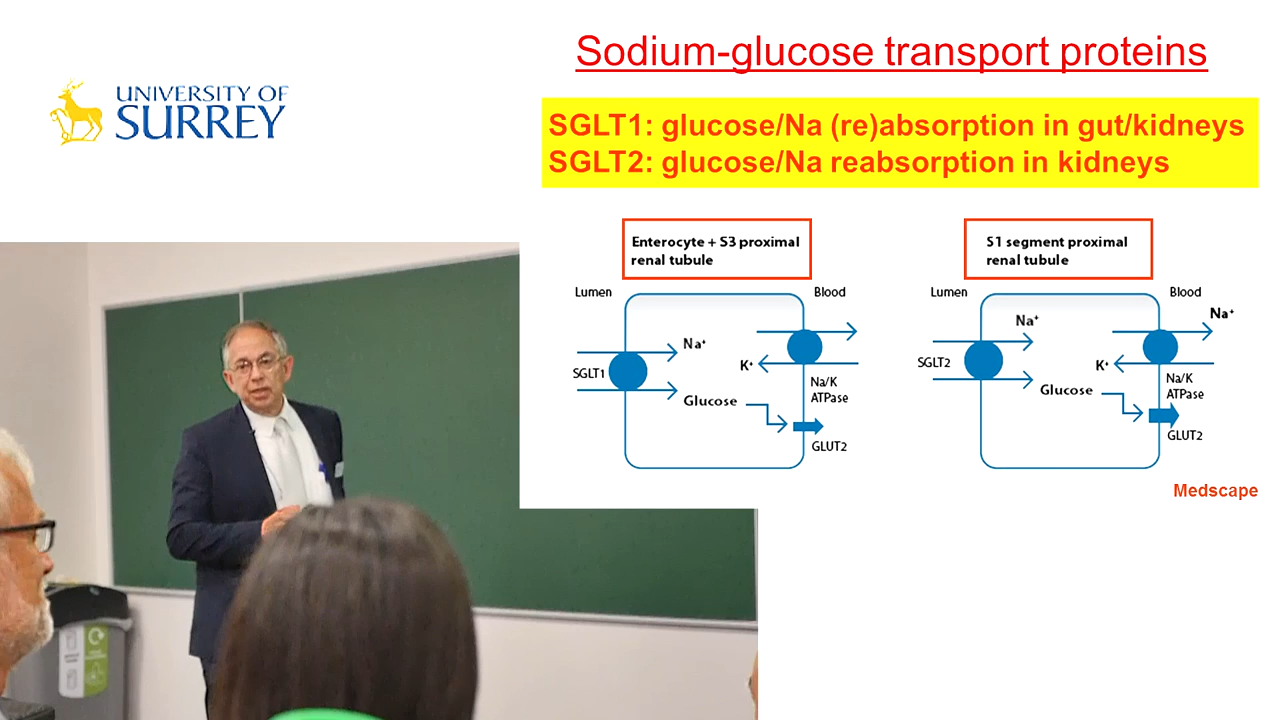 Sodium-glucose transport proteins
UNIVERSITY OF
SURREY
SGLT1: glucose/Na (re)absorption in gut/kidneys
SGLT2: glucose/Na reabsorption in kidneys
Enterocyte + S3 proximal
renal tubule
Lumen
Blood
Na⁺
SGLT1
K⁺
Glucose
Na/K
ATPase
GLUT2
S1 segment proximal
renal tubule
Lumen
Blood
Na⁺
Na⁺
SGLT2
K⁺
Glucose
Na/K
ATPase
GLUT2
Medscape